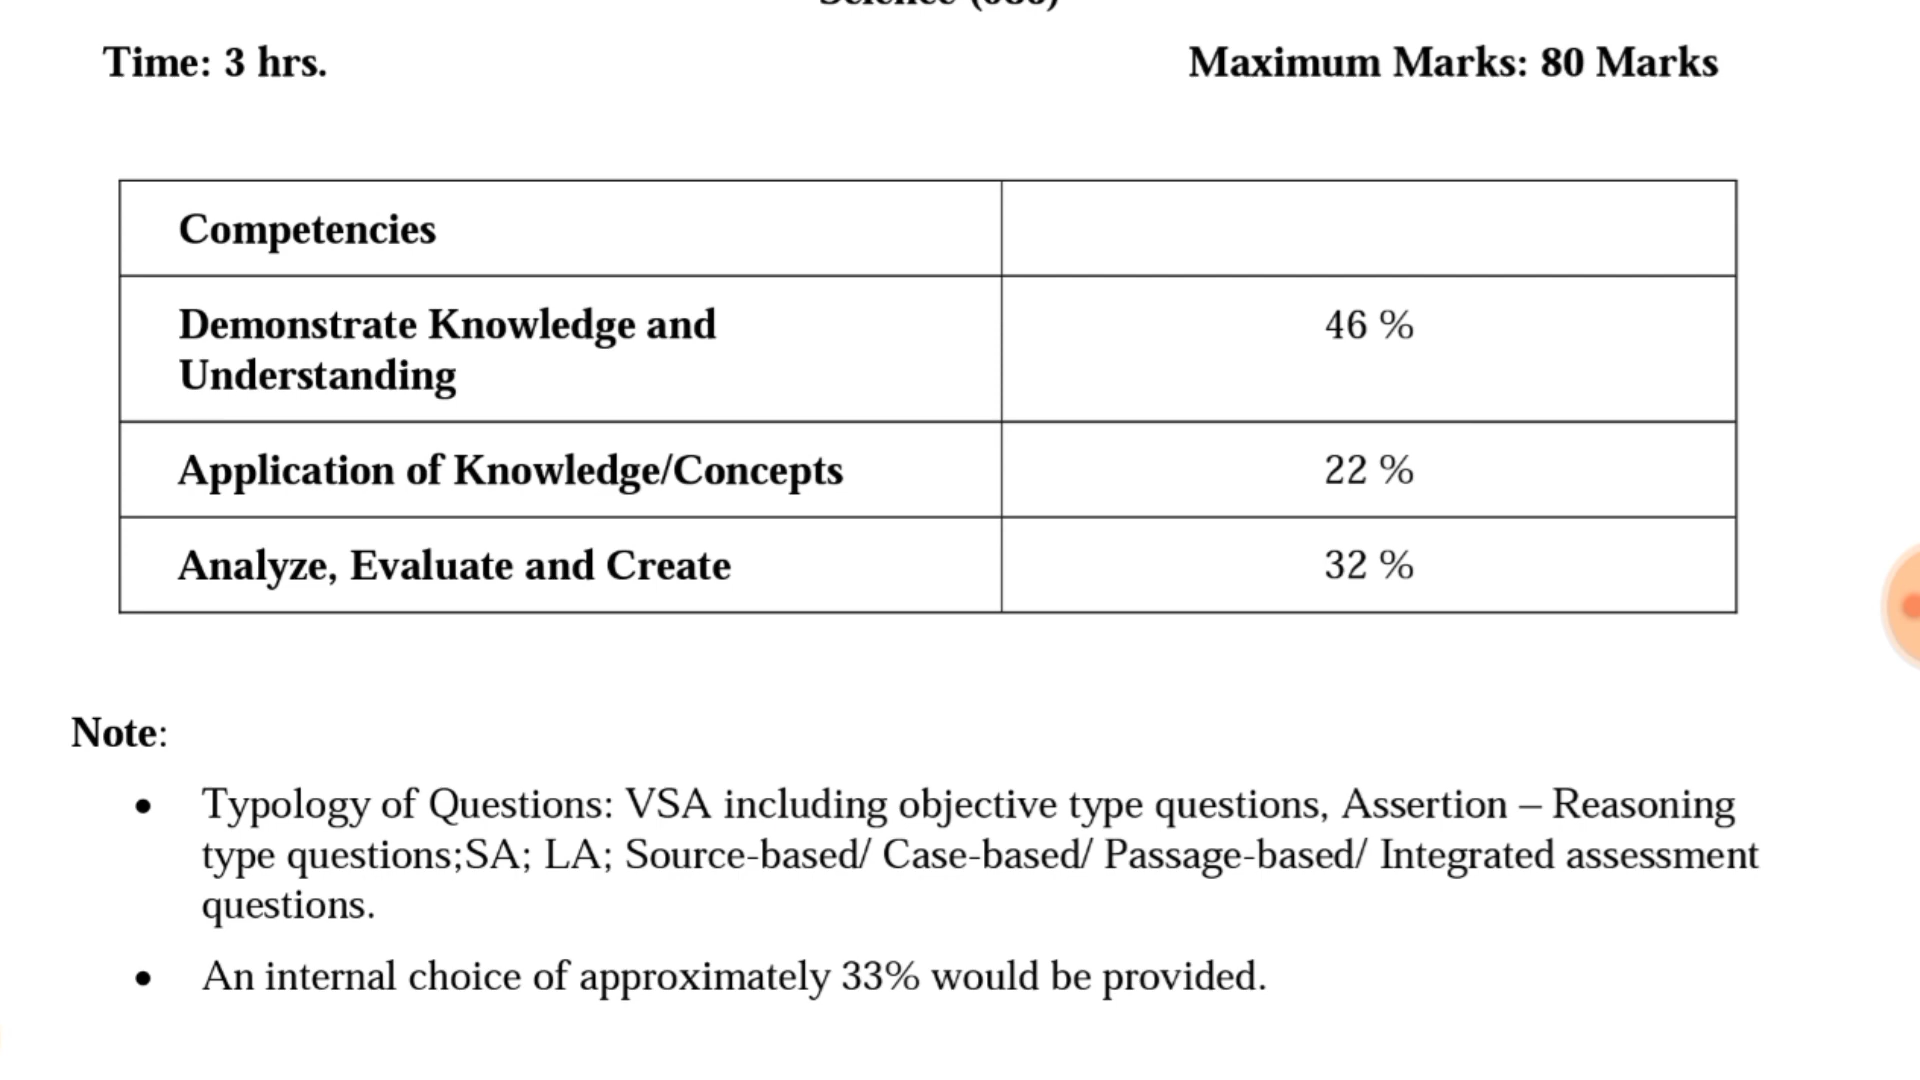 Time: 3 hrs.
Maximum Marks: 80 Marks
Competencies
Demonstrate Knowledge and
Understanding
46 %
Application of Knowledge/Concepts
22 %
Analyze, Evaluate and Create
32 %
Note:
• Typology of Questions: VSA including objective type questions, Assertion – Reasoning
type questions;SA; LA; Source-based/ Case-based/ Passage-based/ Integrated assessment
questions.
• An internal choice of approximately 33% would be provided.